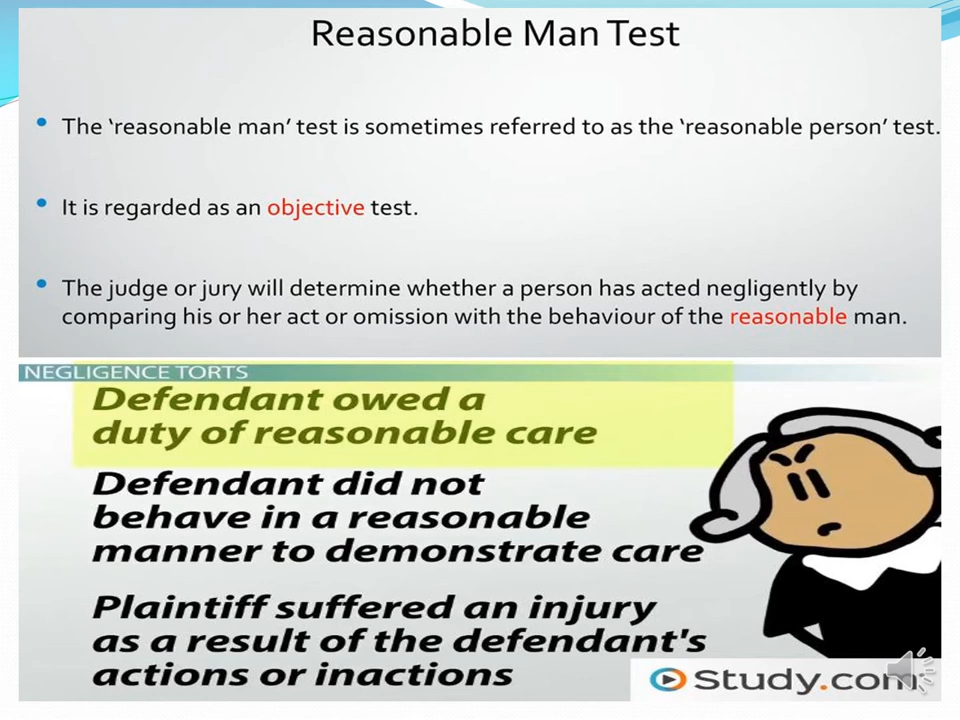 Reasonable Man Test
• The ‘reasonable man’ test is sometimes referred to as the ‘reasonable person’ test.
• It is regarded as an objective test.
• The judge or jury will determine whether a person has acted negligently by
comparing his or her act or omission with the behaviour of the reasonable man.
NEGLIGENCE TORTS
Defendant owed a
duty of reasonable care
Defendant did not
behave in a reasonable
manner to demonstrate care
Plaintiff suffered an injury
as a result of the defendant's
actions or inactions
Study.com